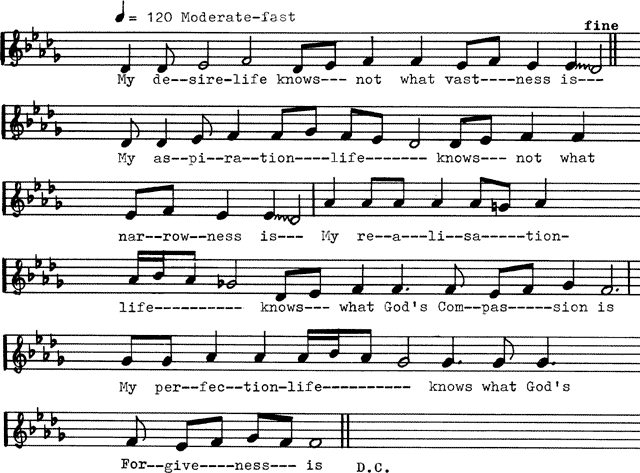 ♩= 120 Moderate-fast
fine
My de--sire-life knows--- not what vast----ness is---
My as--pi--ra--tion----life------- knows--- not what
nar--row--ness is--- My re--a--li--sa-----tion-
life---------- knows--- what God's Com--pas----sion is
My per--fec--tion-life---------- knows what God's
For--give----ness--- is D.C.